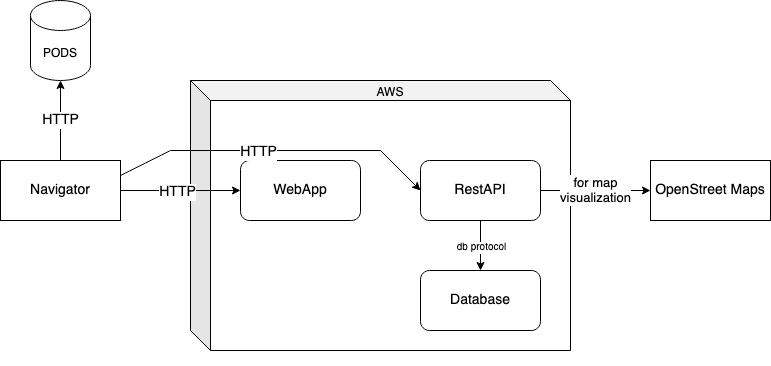 PODS
HTTP
AWS
HTTP
Navigator
HTTP
WebApp
RestAPI
for map
visualization
OpenStreet Maps
db protocol
Database